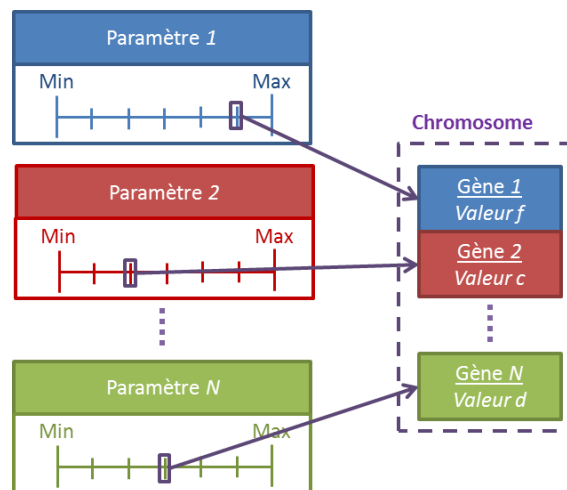 Paramètre 1
Min Max
Chromosome
Gène 1
Valeur f
Paramètre 2
Min Max
Gène 2
Valeur c
Paramètre N
Min Max
Gène N
Valeur d